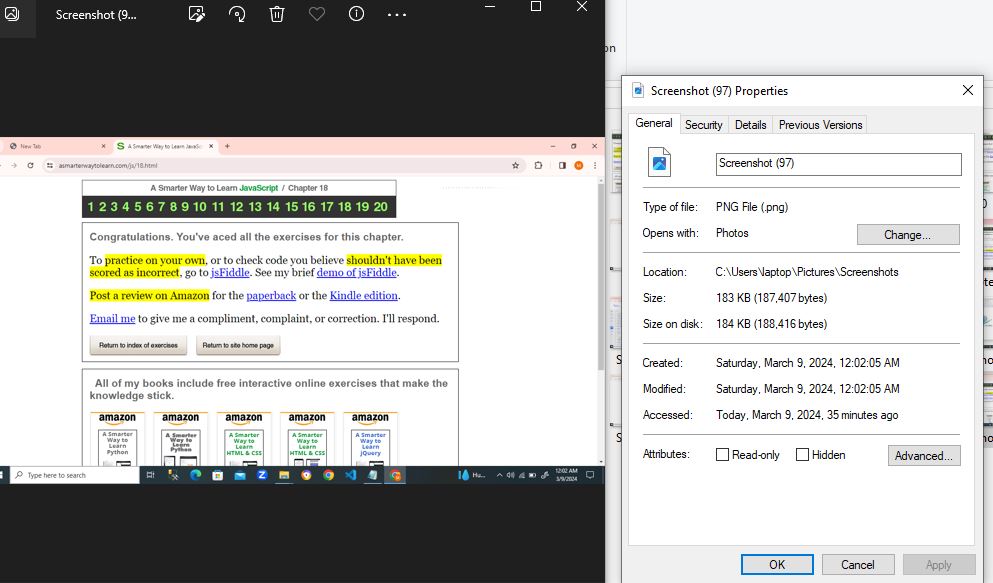 Screenshot (9...
on
New Tab
A Smarter Way to Learn JavaSc
asmarterwaytolearn.com/js/18.html
A Smarter Way to Learn JavaScript / Chapter 18
1 2 3 4 5 6 7 8 9 10 11 12 13 14 15 16 17 18 19 20
Congratulations. You've aced all the exercises for this chapter.
To practice on your own, or to check code you believe shouldn't have been
scored as incorrect, go to jsFiddle. See my brief demo of jsFiddle.
Post a review on Amazon for the paperback or the Kindle edition.
Email me to give me a compliment, complaint, or correction. I'll respond.
Return to index of exercises
Return to site home page
All of my books include free interactive online exercises that make the
knowledge stick.
amazon amazon amazon amazon amazon
A Smarter
Way to
Learn
Python
A Smarter
Way to
Learn
Python
A Smarter
Way to
Learn
HTML & CSS
A Smarter
Way to
Learn
HTML & CSS
A Smarter
Way to
Learn
jQuery
Type here to search
Hu...
12:02 AM
3/9/2024
Screenshot (97) Properties
General
Security
Details
Previous Versions
Screenshot (97)
Type of file: PNG File (.png)
Opens with: Photos
Change...
Location: C:\Users\laptop\Pictures\Screenshots
Size: 183 KB (187,407 bytes)
Size on disk: 184 KB (188,416 bytes)
Created: Saturday, March 9, 2024, 12:02:05 AM
Modified: Saturday, March 9, 2024, 12:02:05 AM
Accessed: Today, March 9, 2024, 35 minutes ago
Attributes: Read-only Hidden
Advanced...
OK
Cancel
Apply